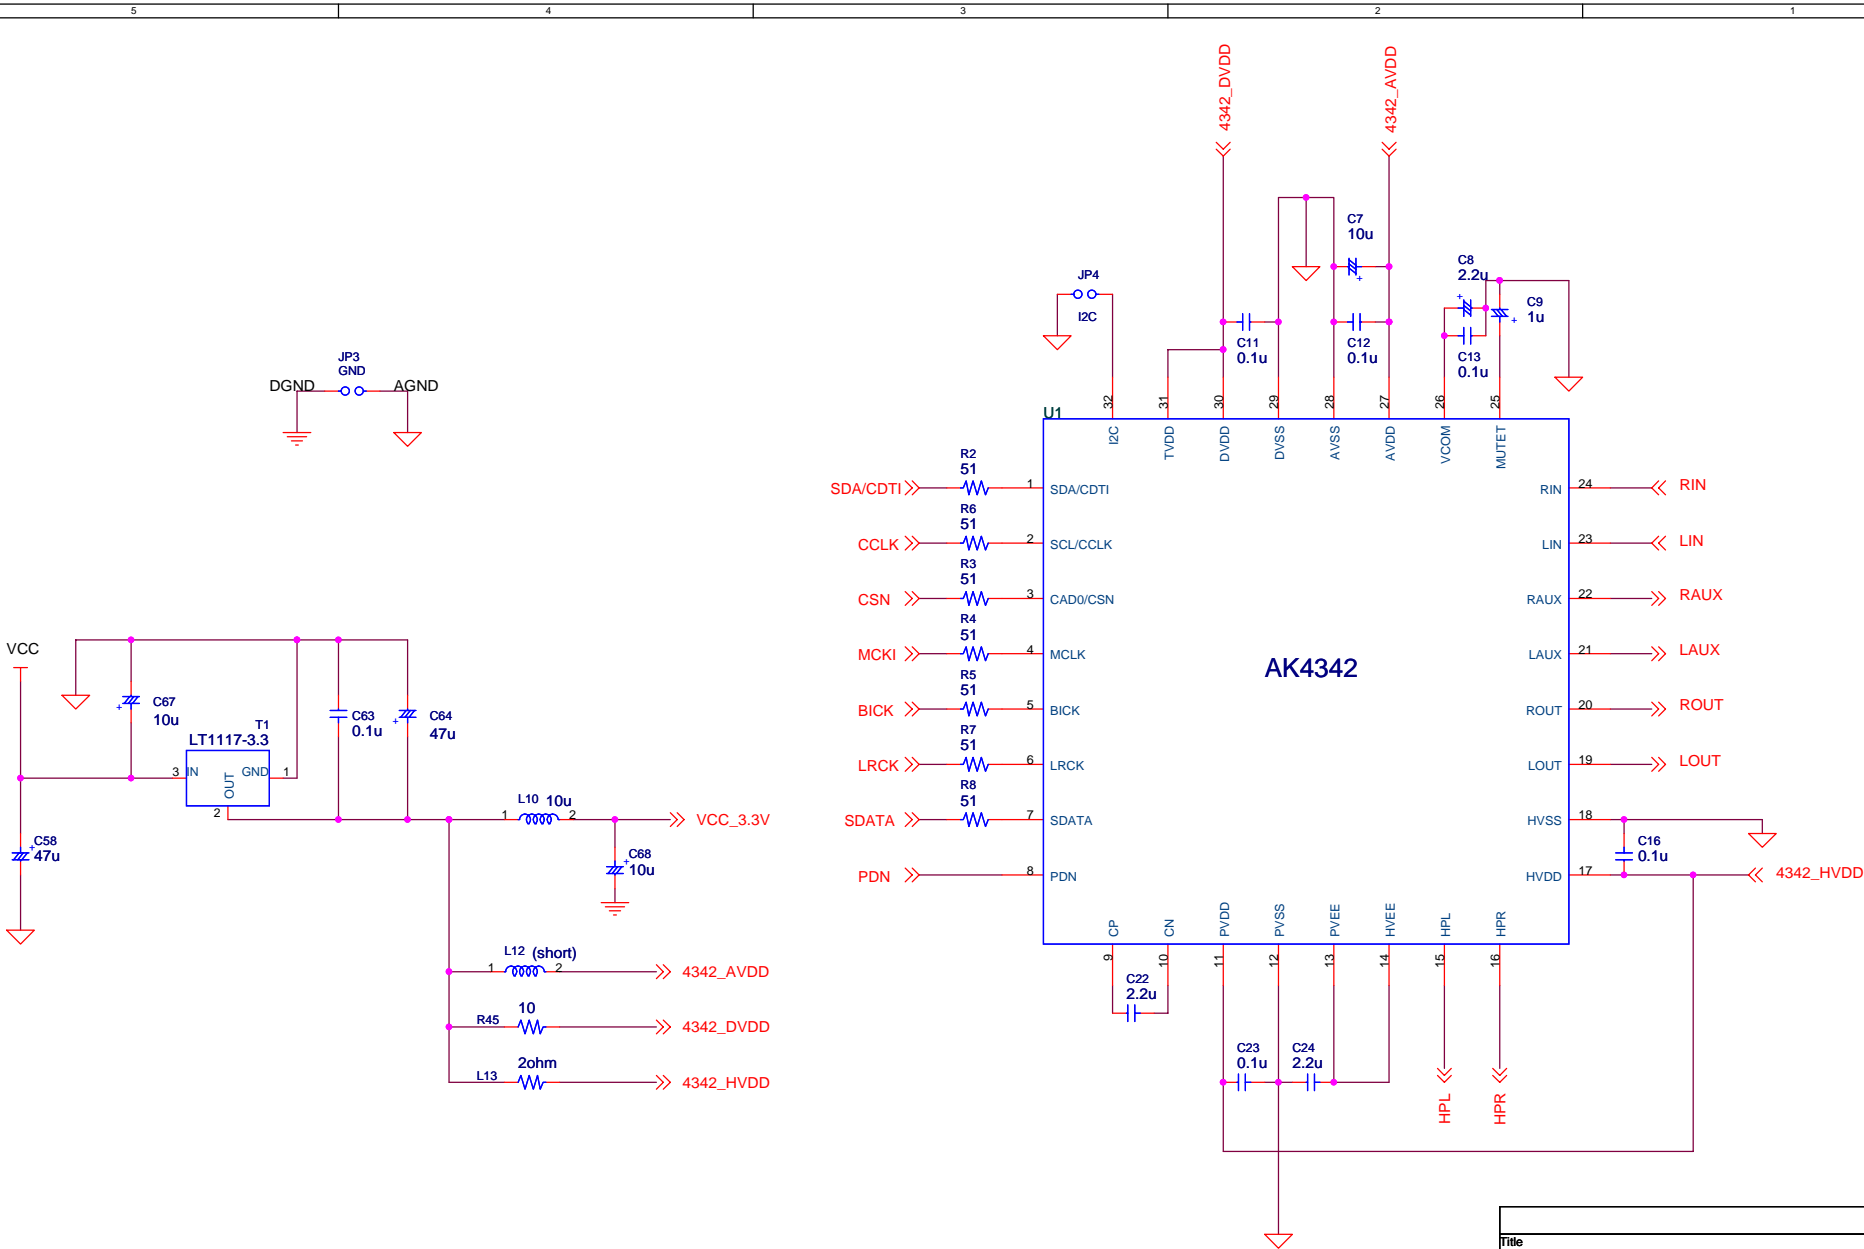 5 4 3 2 1
4342_DVDD
4342_AVDD
C7
10u
C8
2.2u
C9
1u
JP4
I2C
C11
0.1u
C12
0.1u
C13
0.1u
JP3
GND
DGND
AGND
U1
32 31 30 29 28 27 26 25
I2C TVDD DVDD DVSS AVSS AVDD VCOM MUTET
R2
51
SDA/CDTI 1 SDA/CDTI
R6
51
CCLK 2 SCL/CCLK
R3
51
CSN 3 CAD0/CSN
R4
51
MCKI 4 MCLK
R5
51
BICK 5 BICK
R7
51
LRCK 6 LRCK
R8
51
SDATA 7 SDATA
PDN 8 PDN
AK4342
RIN 24 RIN
LIN 23 LIN
RAUX 22 RAUX
LAUX 21 LAUX
ROUT 20 ROUT
LOUT 19 LOUT
HVSS 18
C16
0.1u
HVDD 17 4342_HVDD
CP CN PVDD PVSS PVEE HVEE HPL HPR
9 10 11 12 13 14 15 16
C22
2.2u
C23
0.1u
C24
2.2u
HPL
HPR
VCC
C67
10u
T1
LT1117-3.3
3 IN GND 1
OUT
2
C63
0.1u
C64
47u
C58
+
47u
L10 10u
1 2
VCC_3.3V
C68
+
10u
L12 (short)
1 2
4342_AVDD
10
R45
4342_DVDD
2ohm
L13
4342_HVDD
Title